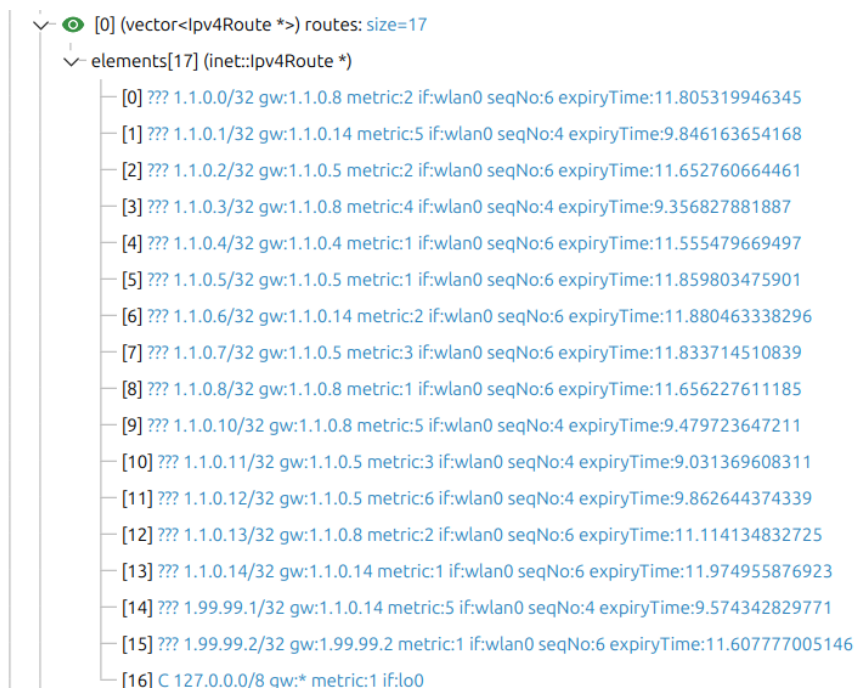 [0] (vector<Ipv4Route *>) routes: size=17
elements[17] (inet::Ipv4Route *)
[0] ??? 1.1.0.0/32 gw:1.1.0.8 metric:2 if:wlan0 seqNo:6 expiryTime:11.805319946345
[1] ??? 1.1.0.1/32 gw:1.1.0.14 metric:5 if:wlan0 seqNo:4 expiryTime:9.846163654168
[2] ??? 1.1.0.2/32 gw:1.1.0.5 metric:2 if:wlan0 seqNo:6 expiryTime:11.652760664461
[3] ??? 1.1.0.3/32 gw:1.1.0.8 metric:4 if:wlan0 seqNo:4 expiryTime:9.356827881887
[4] ??? 1.1.0.4/32 gw:1.1.0.4 metric:1 if:wlan0 seqNo:6 expiryTime:11.555479669497
[5] ??? 1.1.0.5/32 gw:1.1.0.5 metric:1 if:wlan0 seqNo:6 expiryTime:11.859803475901
[6] ??? 1.1.0.6/32 gw:1.1.0.14 metric:2 if:wlan0 seqNo:6 expiryTime:11.880463338296
[7] ??? 1.1.0.7/32 gw:1.1.0.5 metric:3 if:wlan0 seqNo:6 expiryTime:11.833714510839
[8] ??? 1.1.0.8/32 gw:1.1.0.8 metric:1 if:wlan0 seqNo:6 expiryTime:11.656227611185
[9] ??? 1.1.0.10/32 gw:1.1.0.8 metric:5 if:wlan0 seqNo:4 expiryTime:9.479723647211
[10] ??? 1.1.0.11/32 gw:1.1.0.5 metric:3 if:wlan0 seqNo:4 expiryTime:9.031369608311
[11] ??? 1.1.0.12/32 gw:1.1.0.5 metric:6 if:wlan0 seqNo:4 expiryTime:9.862644374339
[12] ??? 1.1.0.13/32 gw:1.1.0.8 metric:2 if:wlan0 seqNo:6 expiryTime:11.114134832725
[13] ??? 1.1.0.14/32 gw:1.1.0.14 metric:1 if:wlan0 seqNo:6 expiryTime:11.974955876923
[14] ??? 1.99.99.1/32 gw:1.1.0.14 metric:5 if:wlan0 seqNo:4 expiryTime:9.574342829771
[15] ??? 1.99.99.2/32 gw:1.99.99.2 metric:1 if:wlan0 seqNo:6 expiryTime:11.607777005146
[16] C 127.0.0.0/8 gw:* metric:1 if:lo0